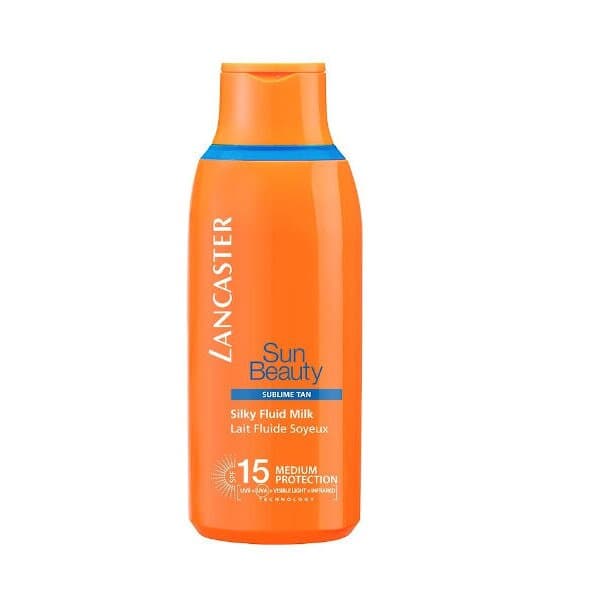 LANCASTER
Sun
Beauty
SUBLIME TAN
Silky Fluid Milk
Lait Fluide Soyeux
SPF 15 MEDIUM
PROTECTION
UVB + UVA + VISIBLE LIGHT + INFRARED
TECHNOLOGY